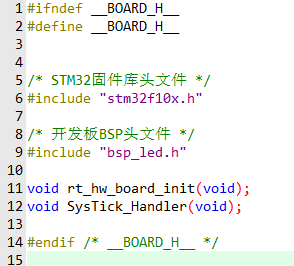 1 #ifndef __BOARD_H__
2 #define __BOARD_H__
3
4
5 /* STM32固件库头文件 */
6 #include "stm32f10x.h"
7
8 /* 开发板BSP头文件 */
9 #include "bsp_led.h"
10
11 void rt_hw_board_init(void);
12 void SysTick_Handler(void);
13
14 #endif /* __BOARD_H__ */
15